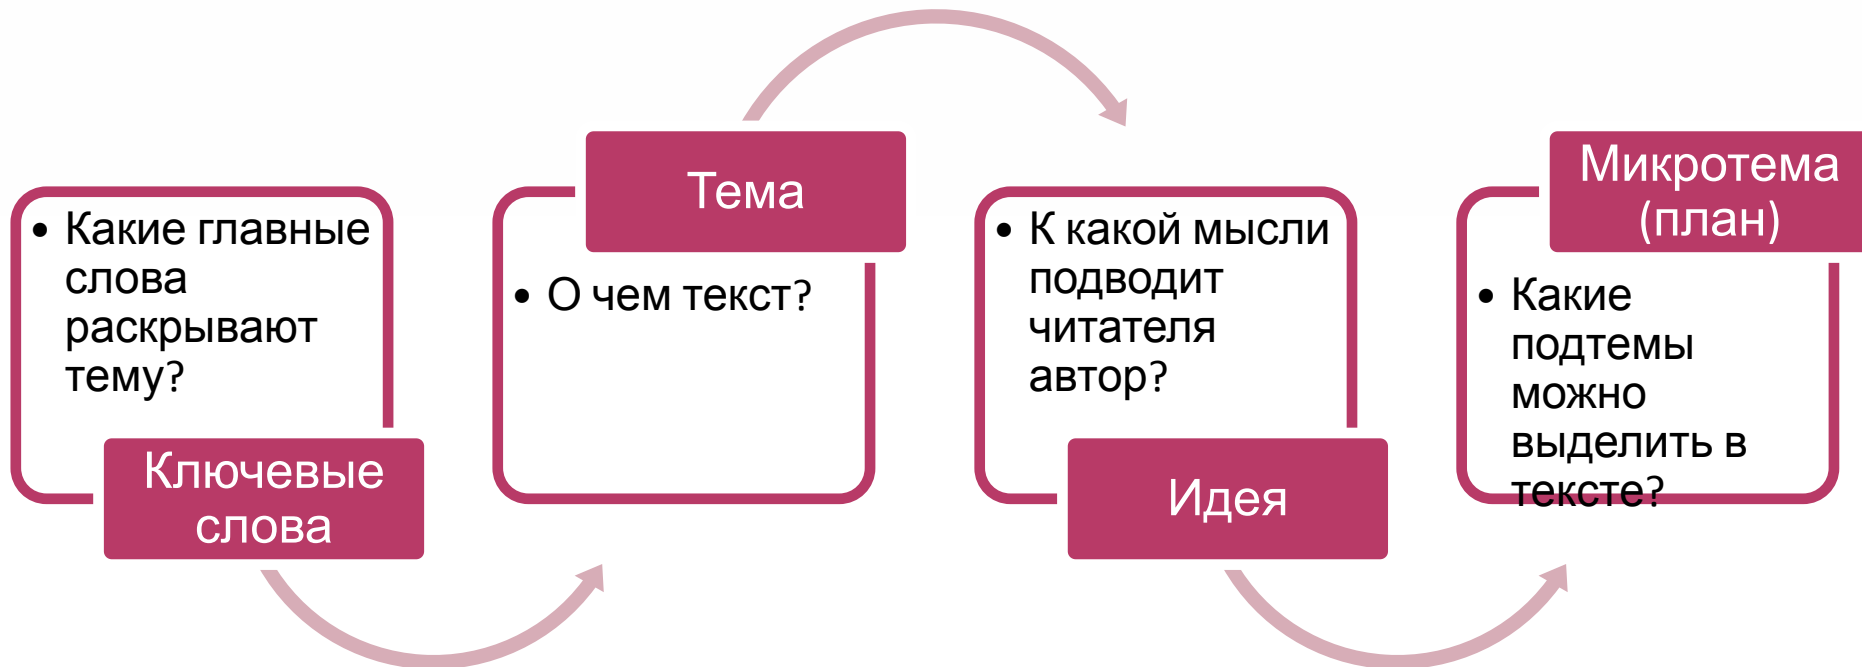 • Какие главные
слова
раскрывают
тему?
Ключевые
слова
Тема
• О чем текст?
• К какой мысли
подводит
читателя
автор?
Идея
Микротема
(план)
• Какие
подтемы
можно
выделить в
тексте?